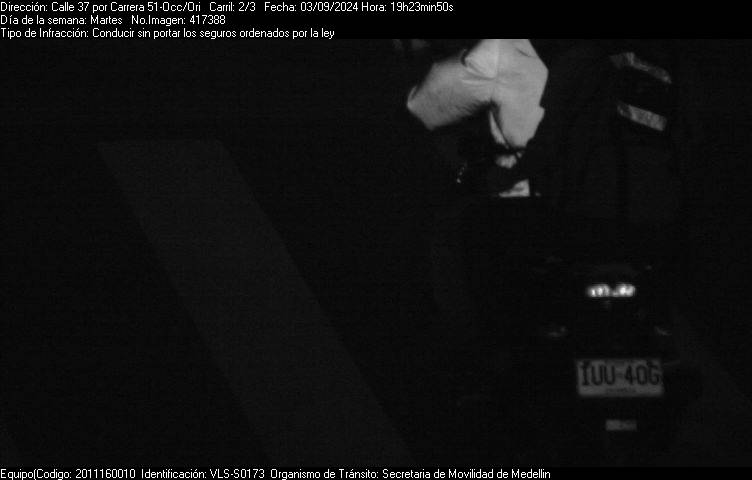 Dirección: Calle 37 por Carrera 51-Occ/Ori Carril: 2/3 Fecha: 03/09/2024 Hora: 19h23min50s
Día de la semana: Martes No.Imagen: 417388
Tipo de Infracción: Conducir sin portar los seguros ordenados por la ley
IUU 40G
Equipo(Codigo: 2011160010 Identificación: VLS-S0173 Organismo de Tránsito: Secretaria de Movilidad de Medellin